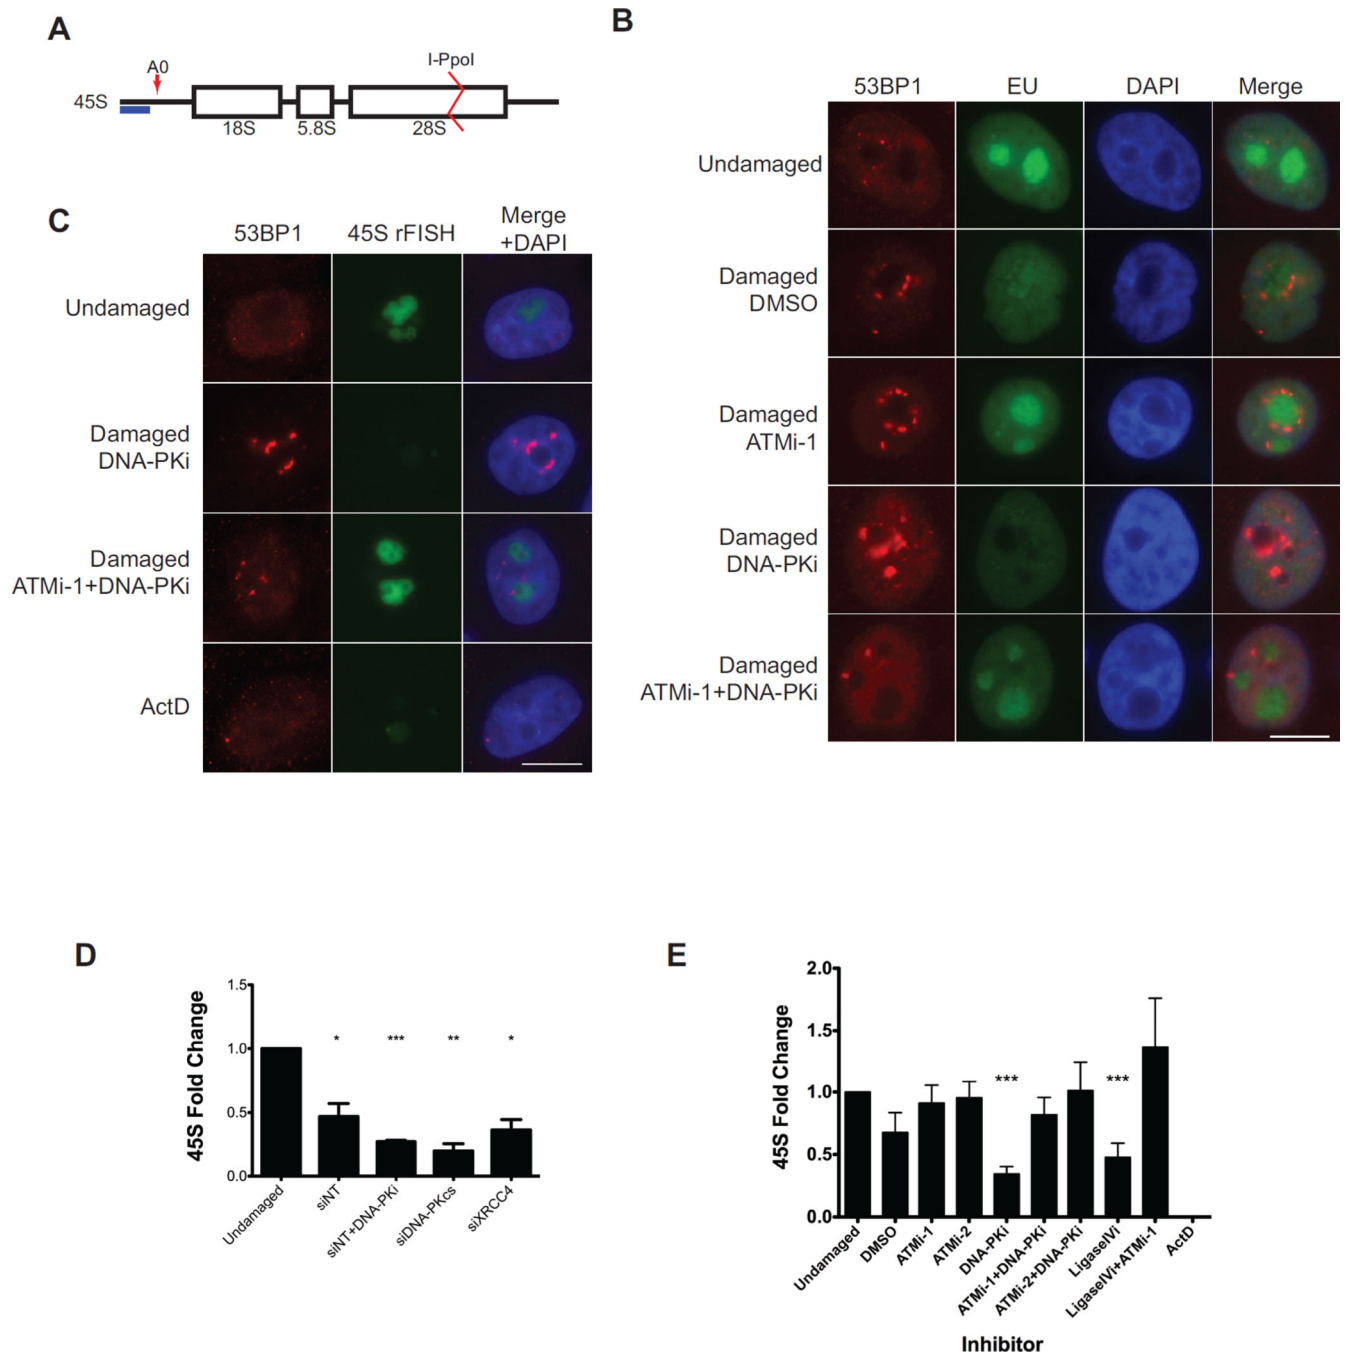 A
A0
I-PpoI
45S
18S
5.8S
28S
B
53BP1
EU
DAPI
Merge
Undamaged
Damaged
DMSO
Damaged
ATMi-1
Damaged
DNA-PKi
Damaged
ATMi-1+DNA-PKi
C
53BP1
45S rFISH
Merge
+DAPI
Undamaged
Damaged
DNA-PKi
Damaged
ATMi-1+DNA-PKi
ActD
D
45S Fold Change
1.5
1.0
0.5
0.0
*
***
**
*
Undamaged
siNT
siNT+DNA-PKi
siDNA-PKcs
siXRCC4
E
45S Fold Change
2.0
1.5
1.0
0.5
0.0
***
***
Undamaged
DMSO
ATMi-1
ATMi-2
DNA-PKi
ATMi-1+DNA-PKi
ATMi-2+DNA-PKi
LigaseIVi
LigaseIVi+ATMi-1
ActD
Inhibitor